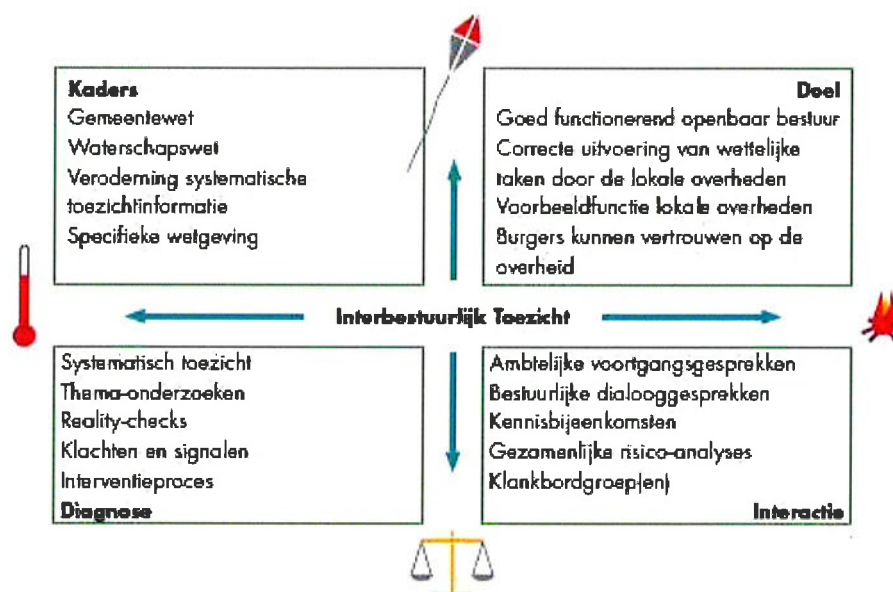 Kaders
Gemeentewet
Waterschapswet
Verordening systematische
toezichtinformatie
Specifieke wetgeving
Doel
Goed functionerend openbaar bestuur
Correcte uitvoering van wettelijke
taken door de lokale overheden
Voorbeeldfunctie lokale overheden
Burgers kunnen vertrouwen op de
overheid
Interbestuurlijk Toezicht
Systematisch toezicht
Thema-onderzoeken
Reality-checks
Klachten en signalen
Interventieproces
Diagnose
Ambtelijke voortgangsgesprekken
Bestuurlijke dialooggesprekken
Kennisbijeenkomsten
Gezamenlijke risico-analyses
Klankbordgroep(en)
Interactie